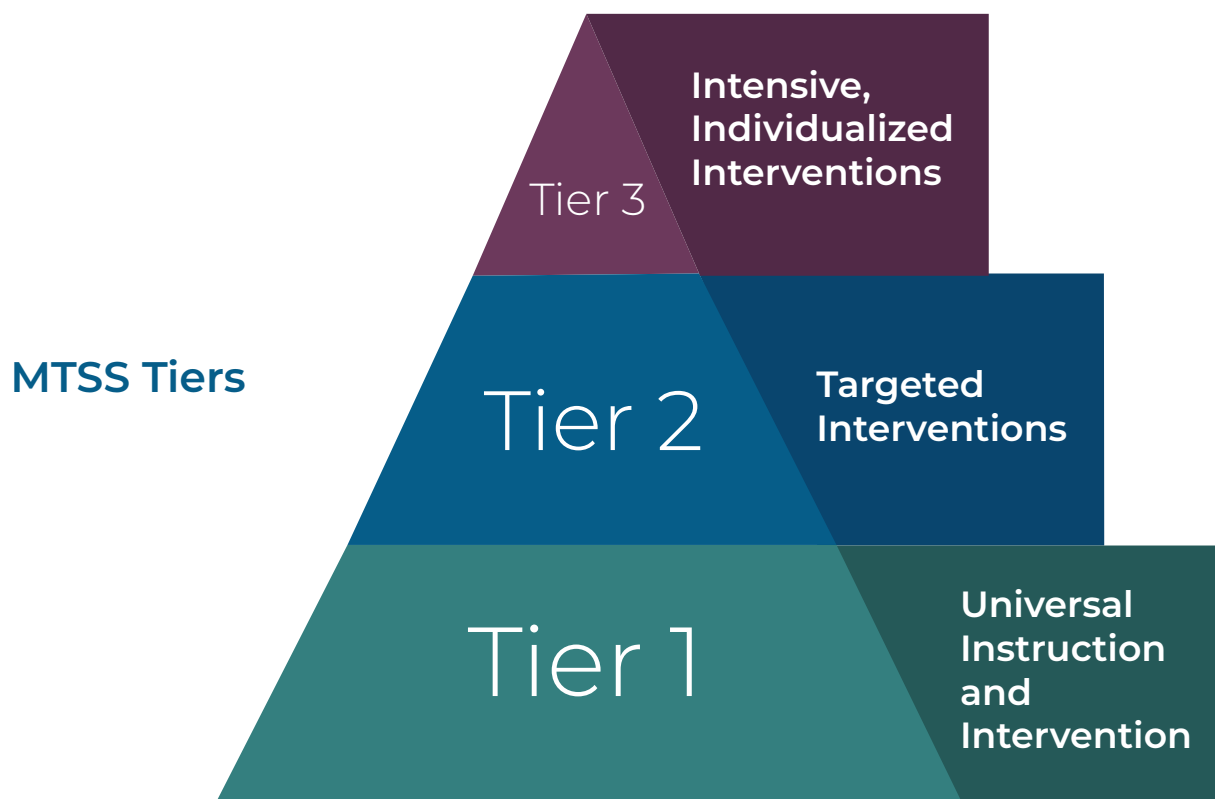 Intensive,
Individualized
Interventions
Tier 3
MTSS Tiers
Targeted
Interventions
Tier 2
Universal
Instruction
and
Intervention
Tier 1